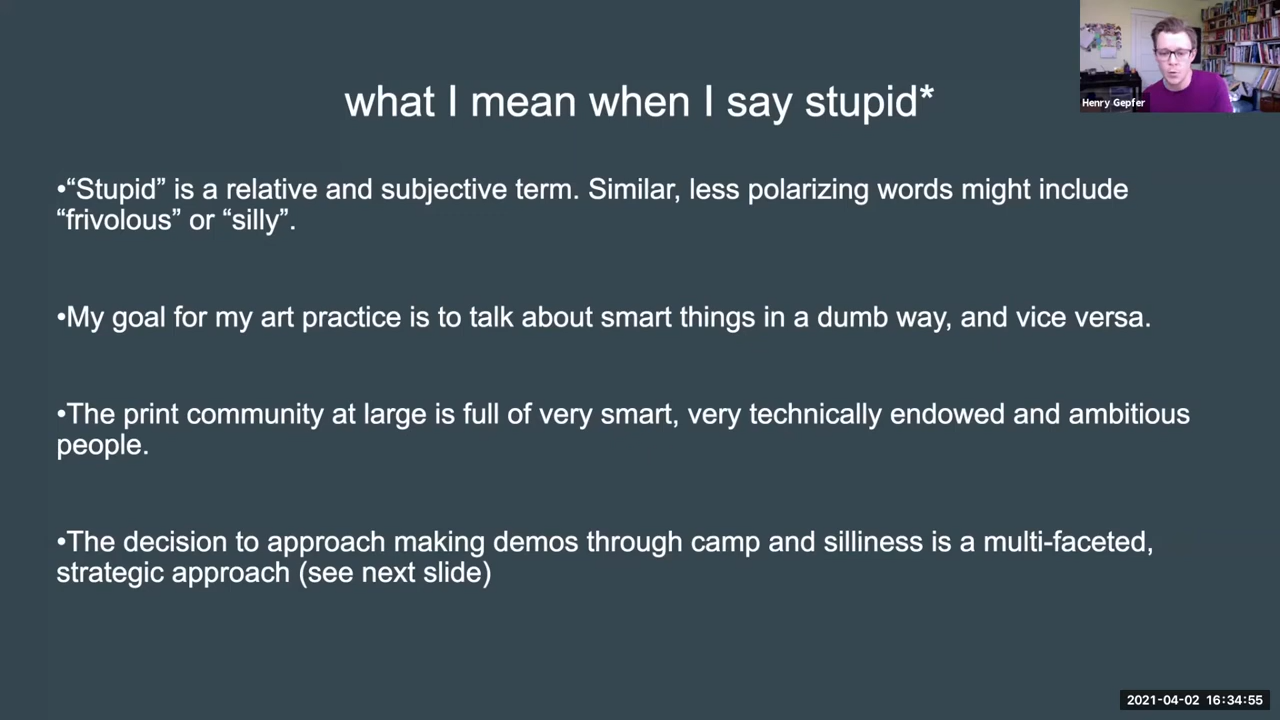 what I mean when I say stupid*
Henry Gepfer
•“Stupid” is a relative and subjective term. Similar, less polarizing words might include
“frivolous” or “silly”.
•My goal for my art practice is to talk about smart things in a dumb way, and vice versa.
•The print community at large is full of very smart, very technically endowed and ambitious
people.
•The decision to approach making demos through camp and silliness is a multi-faceted,
strategic approach (see next slide)
2021-04-02 16:34:55